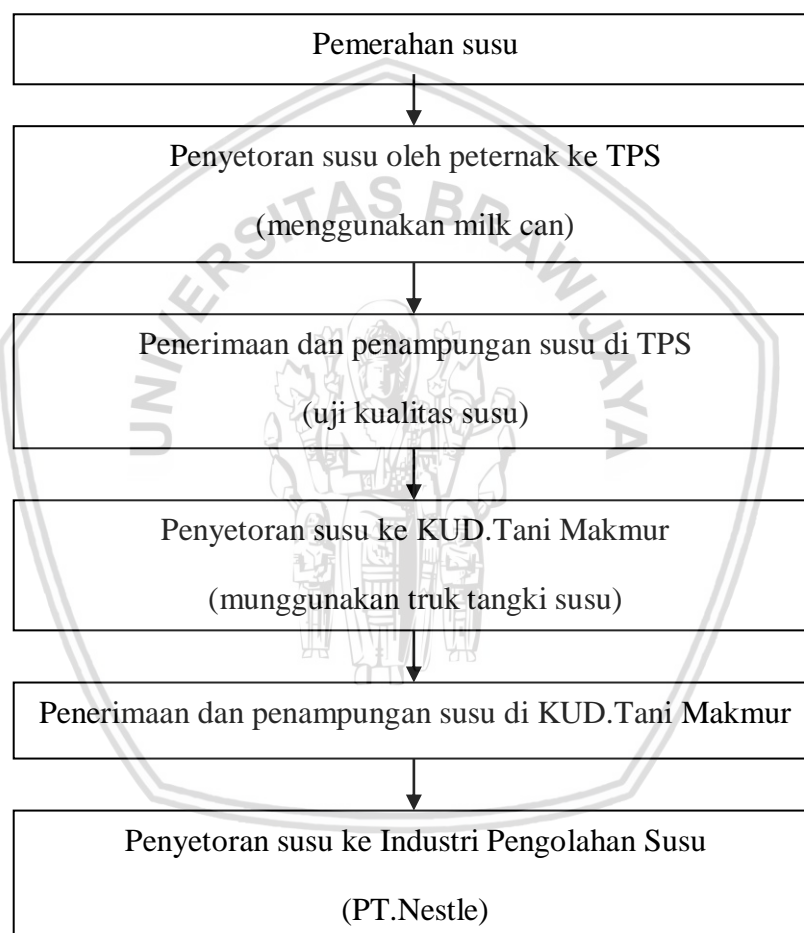 Pemerahan susu
Penyetoran susu oleh peternak ke TPS
(menggunakan milk can)
Penerimaan dan penampungan susu di TPS
(uji kualitas susu)
Penyetoran susu ke KUD.Tani Makmur
(munggunakan truk tangki susu)
Penerimaan dan penampungan susu di KUD.Tani Makmur
Penyetoran susu ke Industri Pengolahan Susu
(PT.Nestle)
UNIVERSITAS BRAWIJAYA